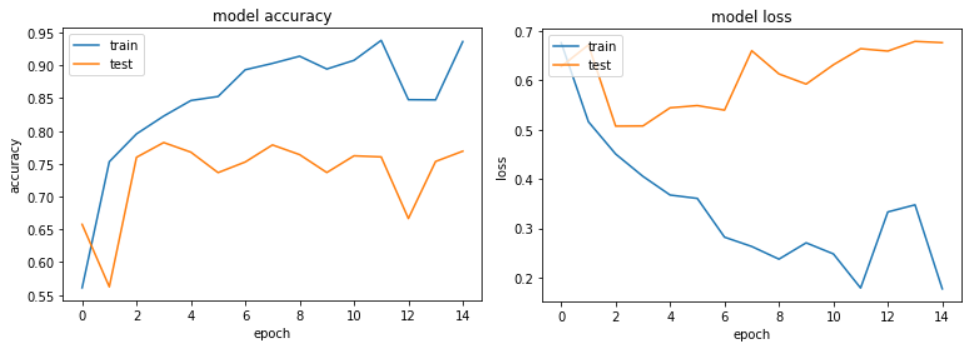 model accuracy
train
test
0.95
0.90
0.85
0.80
0.75
0.70
0.65
0.60
0.55
accuracy
0 2 4 6 8 10 12 14
epoch
model loss
train
test
0.7
0.6
0.5
0.4
0.3
0.2
loss
0 2 4 6 8 10 12 14
epoch